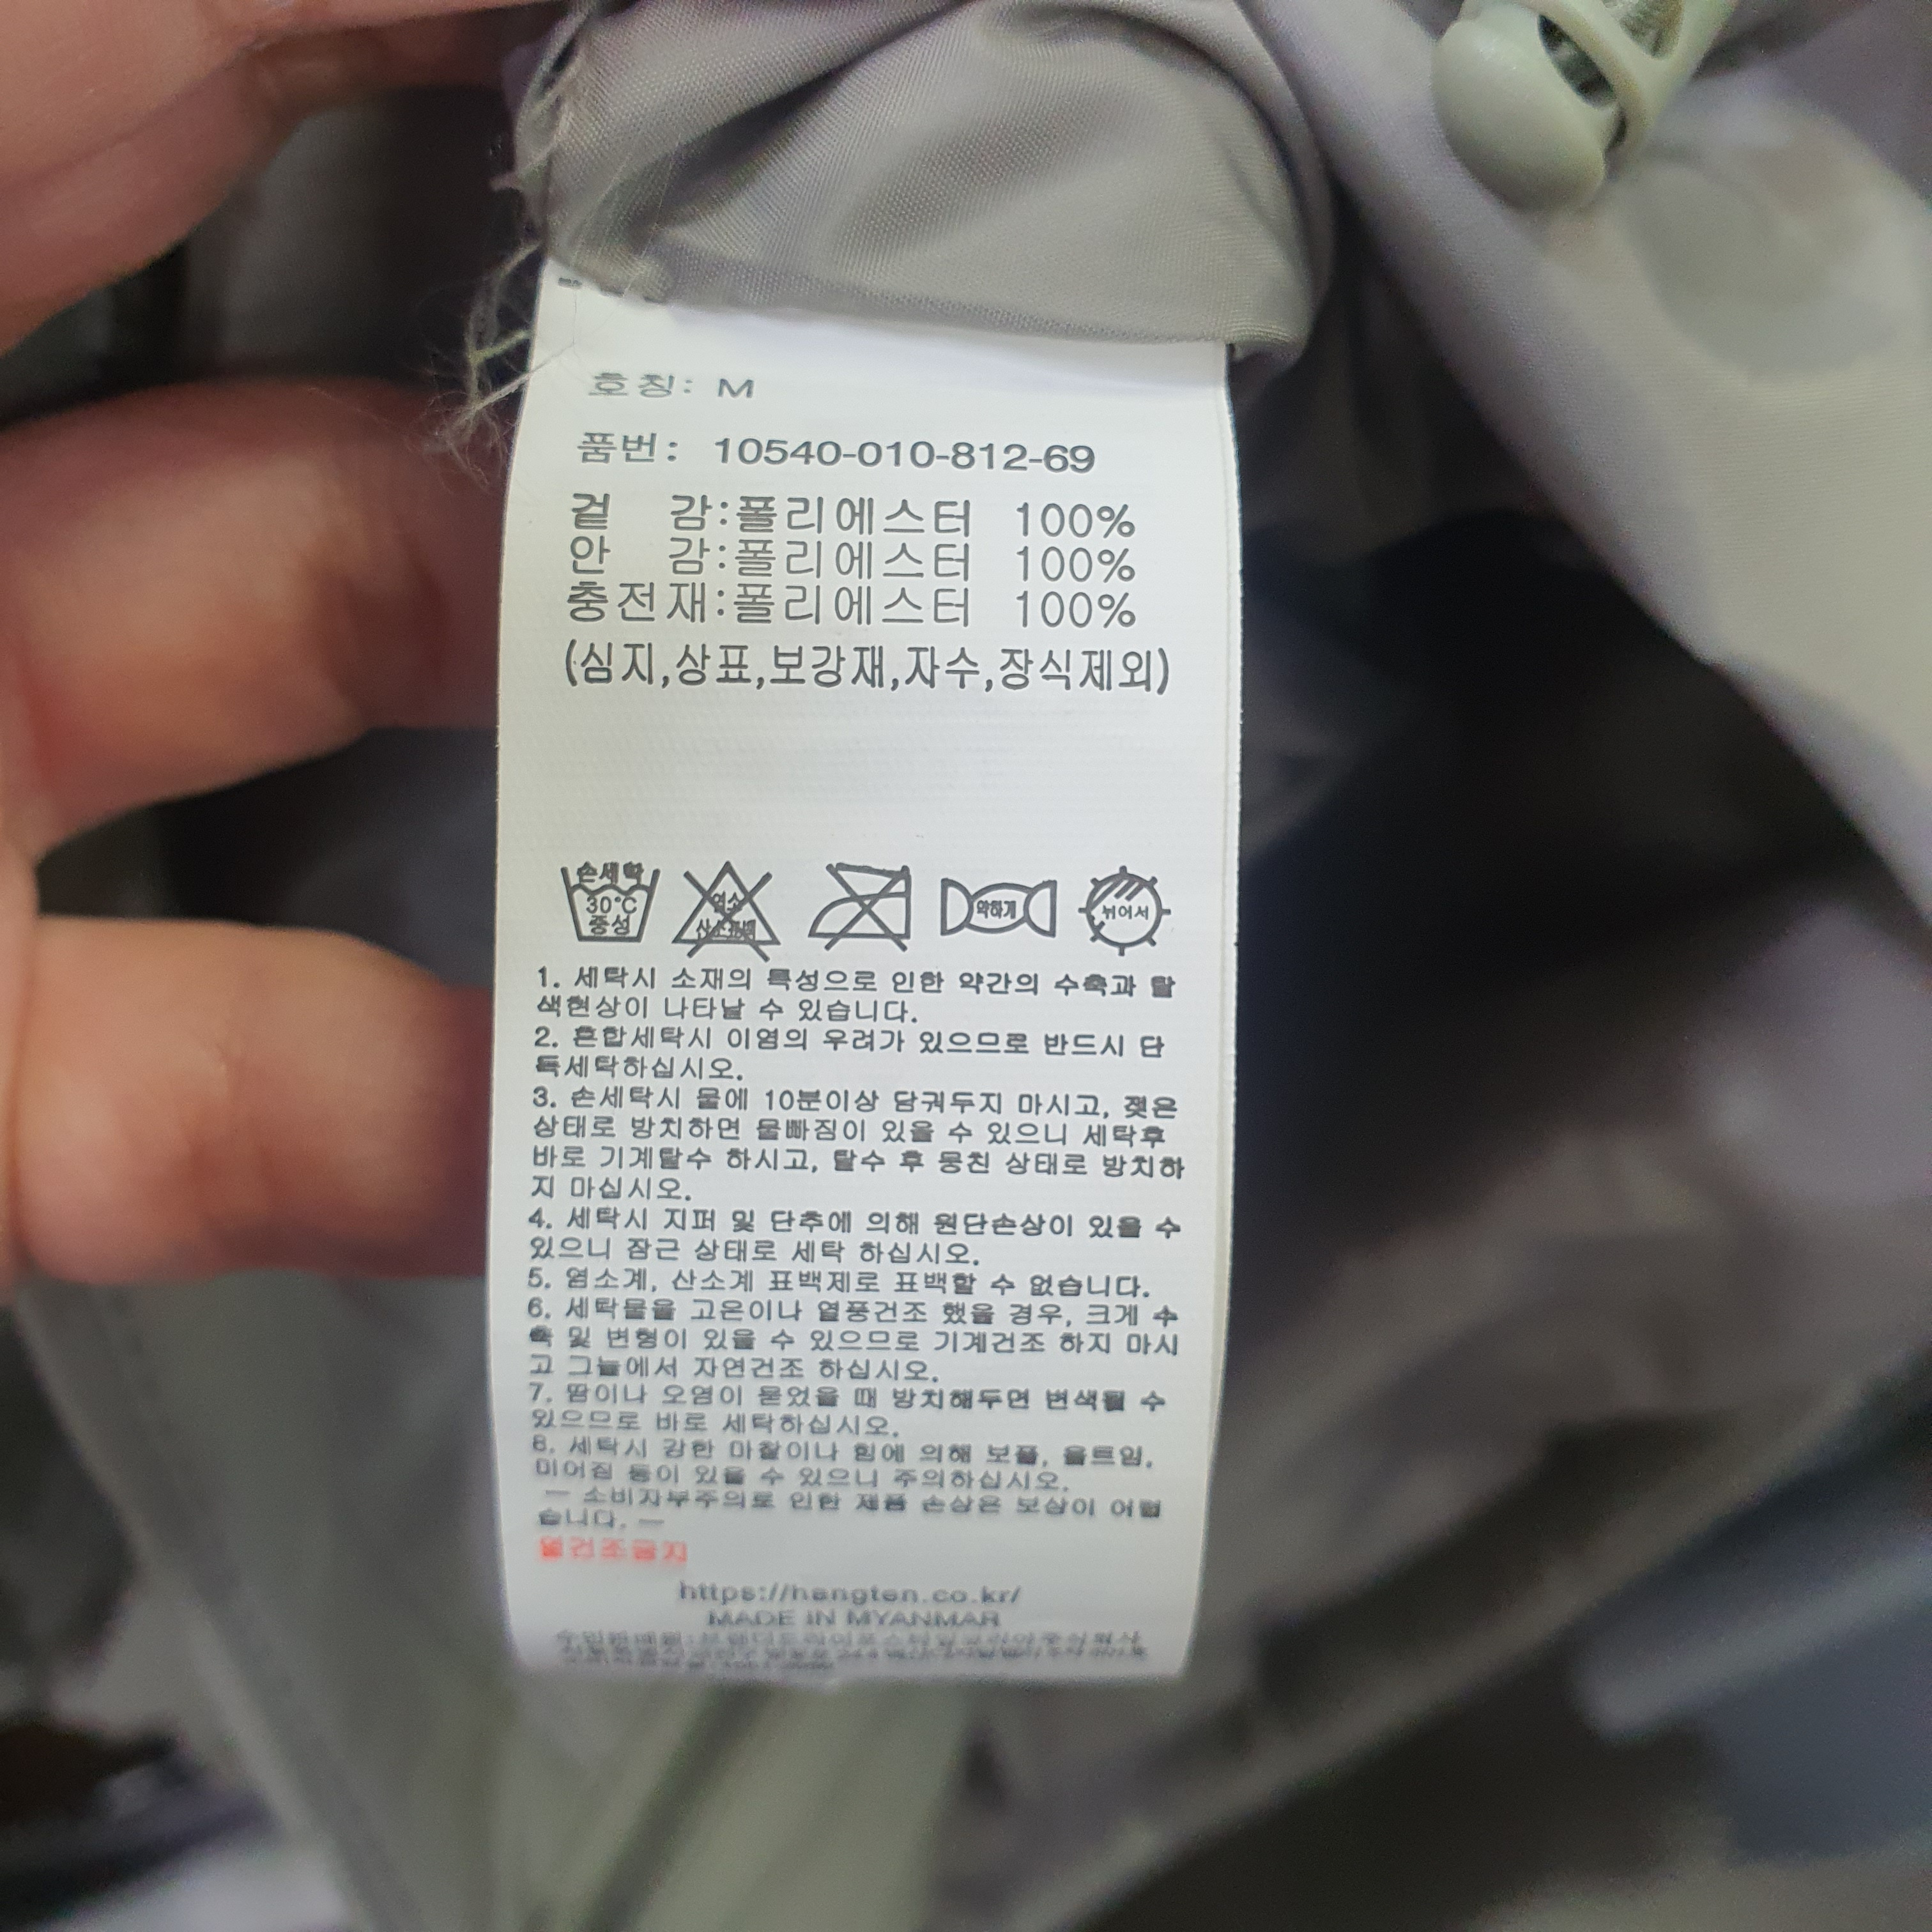 호칭: M
품번: 10540-010-812-69
겉 감:폴리에스터 100%
안 감:폴리에스터 100%
충전재:폴리에스터 100%
(심지,상표,보강재,자수,장식제외)
손세탁
30°C
중성
염소
산소표백
약하게
뉘어서
1. 세탁시 소재의 특성으로 인한 약간의 수축과 탈
색현상이 나타날 수 있습니다.
2. 혼합세탁시 이염의 우려가 있으므로 반드시 단
독세탁하십시오.
3. 손세탁시 물에 10분이상 담궈두지 마시고, 젖은
상태로 방치하면 물빠짐이 있을 수 있으니 세탁후
바로 기계탈수 하시고, 탈수 후 뭉친 상태로 방치하
지 마십시오.
4. 세탁시 지퍼 및 단추에 의해 원단손상이 있을 수
있으니 잠근 상태로 세탁 하십시오.
5. 염소계, 산소계 표백제로 표백할 수 없습니다.
6. 세탁물을 고온이나 열풍건조 했을 경우, 크게 수
축 및 변형이 있을 수 있으므로 기계건조 하지 마시
고 그늘에서 자연건조 하십시오.
7. 땀이나 오염이 묻었을 때 방치해두면 변색될 수
있으므로 바로 세탁하십시오.
8. 세탁시 강한 마찰이나 힘에 의해 보풀, 올트임,
미어짐 등이 있을 수 있으니 주의하십시오.
— 소비자부주의로 인한 제품 손상은 보상이 어렵
습니다. —
열건조금지
https://hangten.co.kr/
MADE IN MYANMAR